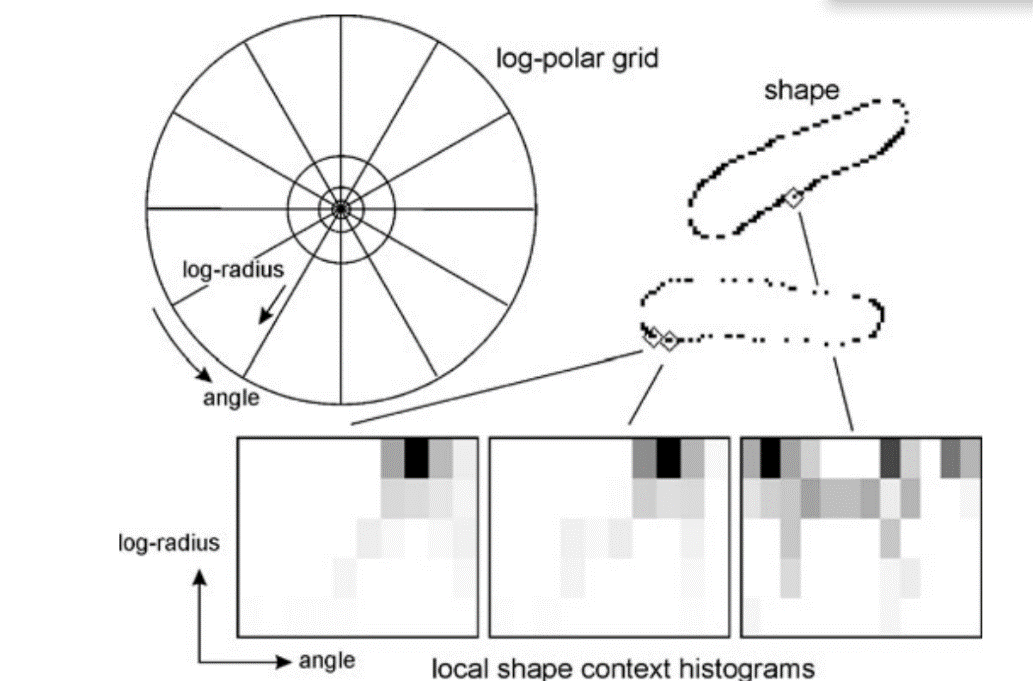 log-polar grid
shape
log-radius
angle
log-radius
angle
local shape context histograms